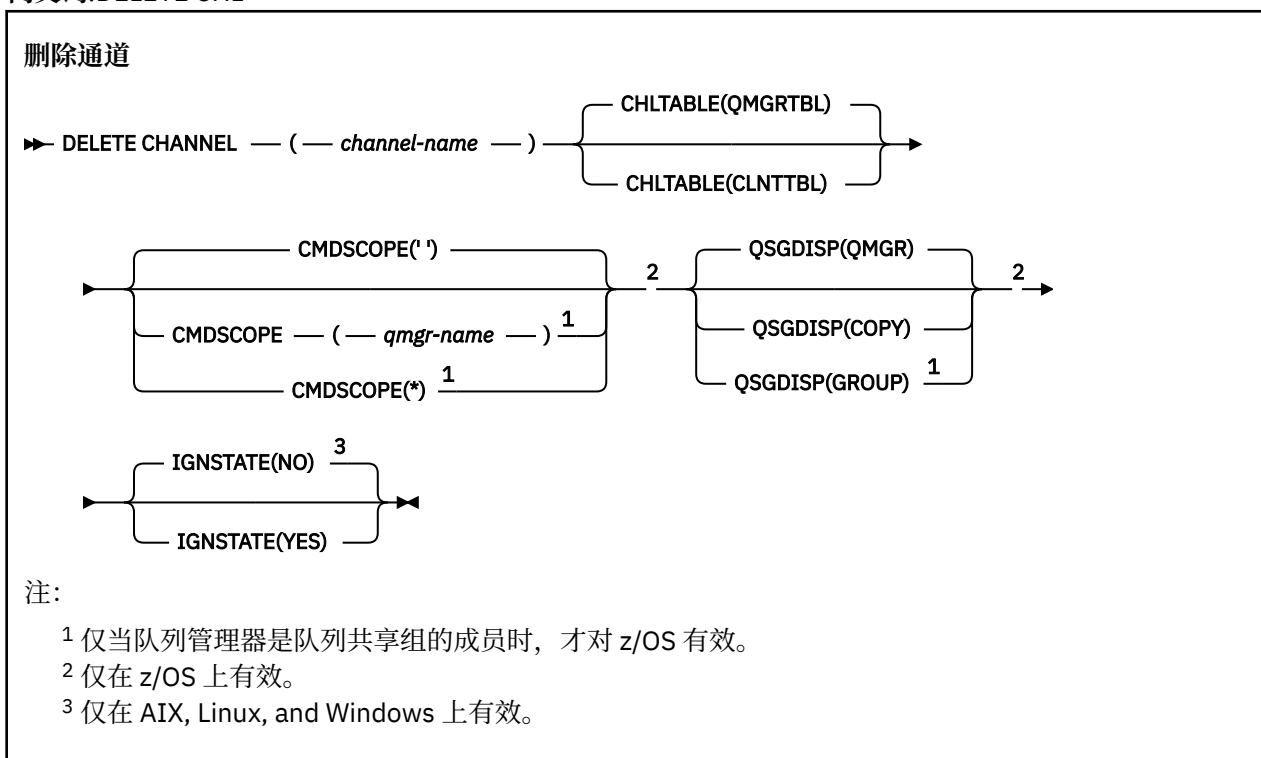 删除通道
CHLTABLE(QMGRTBL)
DELETE CHANNEL ( channel-name )
CHLTABLE(CLNTTBL)
CMDSCOPE(' ') 2 QSGDISP(QMGR) 2
CMDSCOPE ( qmgr-name ) 1 QSGDISP(COPY)
CMDSCOPE(*) 1 QSGDISP(GROUP) 1
IGNSTATE(NO) 3
IGNSTATE(YES)
注：
1 仅当队列管理器是队列共享组的成员时，才对 z/OS 有效。
2 仅在 z/OS 上有效。
3 仅在 AIX, Linux, and Windows 上有效。